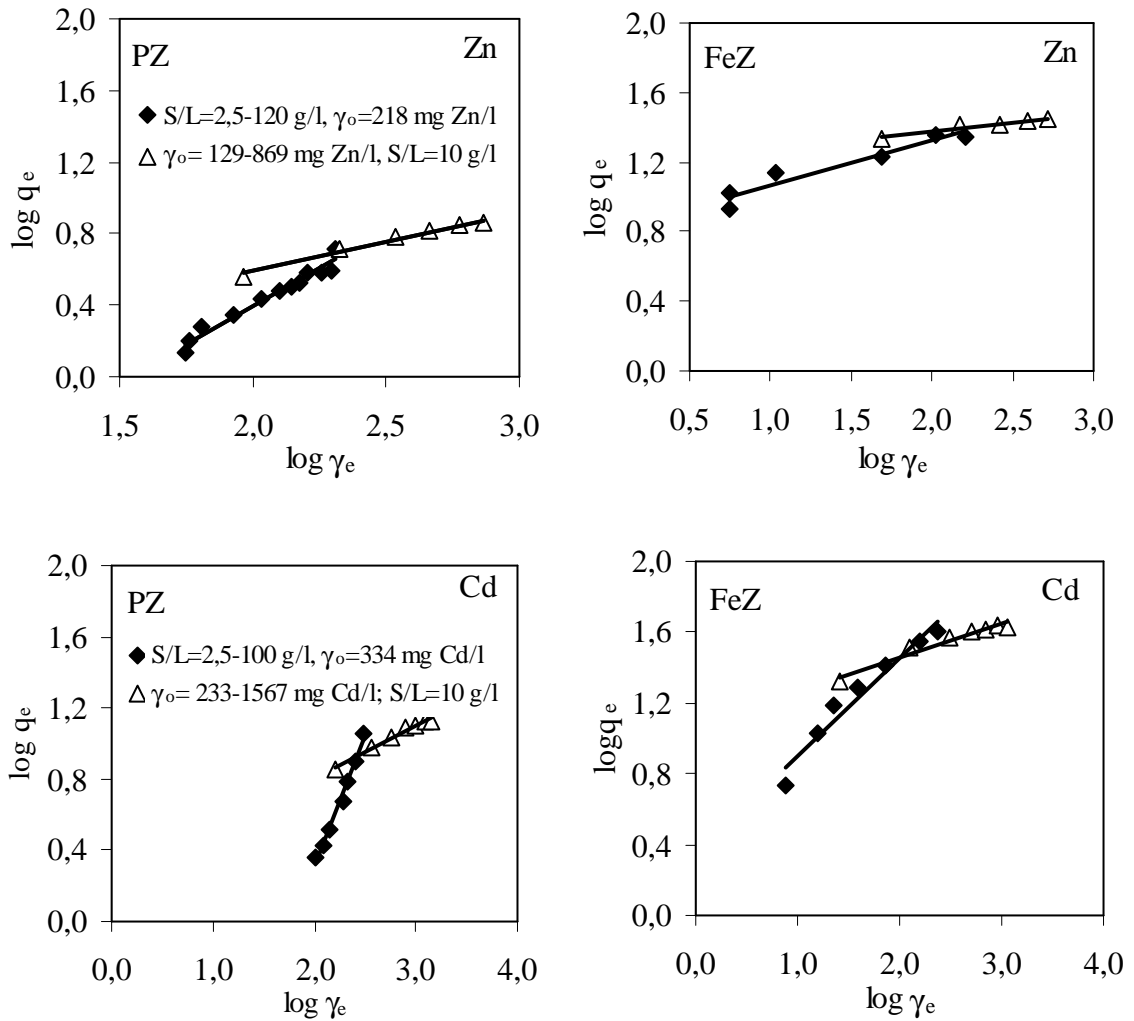 2,0
PZ
Zn
1,6
S/L=2,5-120 g/l, γo=218 mg Zn/l
1,2
γo= 129-869 mg Zn/l, S/L=10 g/l
log qe
0,8
0,4
0,0
1,5 2,0 2,5 3,0
log γe
2,0
FeZ
Zn
1,6
1,2
log qe
0,8
0,4
0,0
0,5 1,0 1,5 2,0 2,5 3,0
log γe
2,0
PZ
Cd
1,6
S/L=2,5-100 g/l, γo=334 mg Cd/l
γo= 233-1567 mg Cd/l; S/L=10 g/l
1,2
log qe
0,8
0,4
0,0
0,0 1,0 2,0 3,0 4,0
log γe
2,0
FeZ
Cd
1,6
1,2
logqe
0,8
0,4
0,0
0,0 1,0 2,0 3,0 4,0
log γe